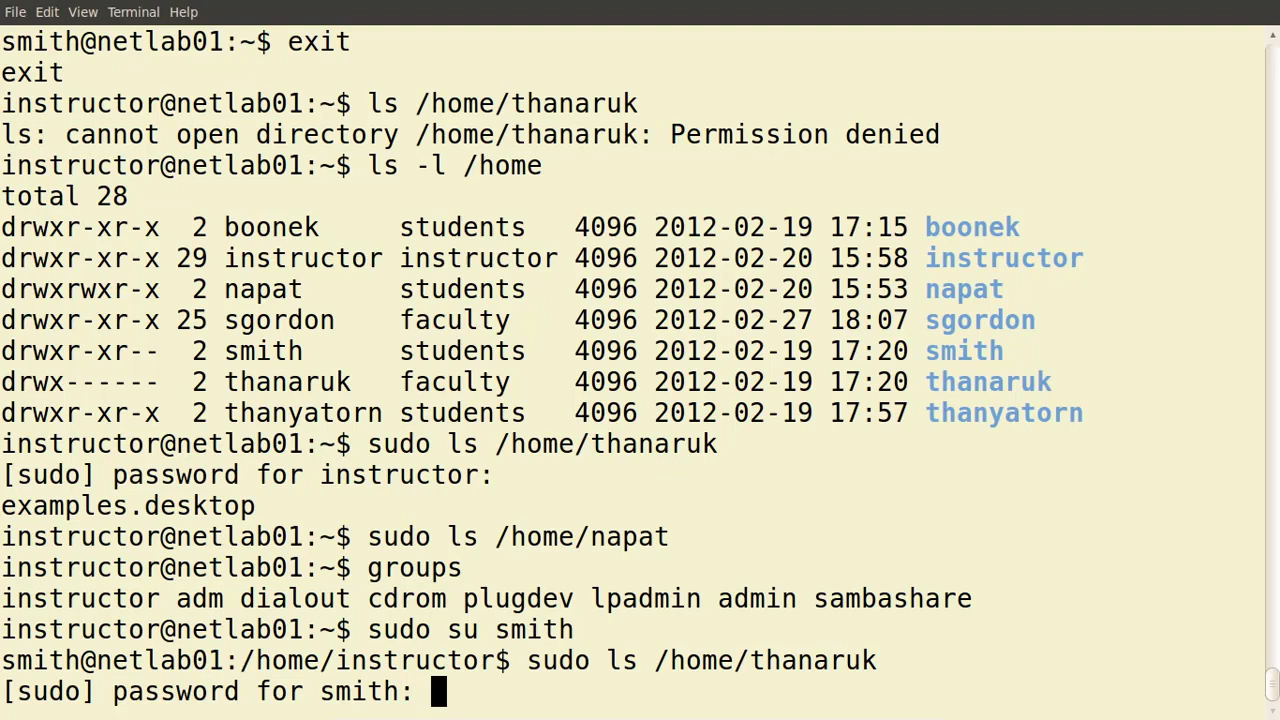 File Edit View Terminal Help
smith@netlab01:~$ exit
exit
instructor@netlab01:~$ ls /home/thanaruk
ls: cannot open directory /home/thanaruk: Permission denied
instructor@netlab01:~$ ls -l /home
total 28
drwxr-xr-x  2 boonek     students   4096 2012-02-19 17:15 boonek
drwxr-xr-x 29 instructor instructor 4096 2012-02-20 15:58 instructor
drwxrwxr-x  2 napat      students   4096 2012-02-20 15:53 napat
drwxr-xr-x 25 sgordon    faculty    4096 2012-02-27 18:07 sgordon
drwxr-xr--  2 smith      students   4096 2012-02-19 17:20 smith
drwx------  2 thanaruk   faculty    4096 2012-02-19 17:20 thanaruk
drwxr-xr-x  2 thanyatorn students   4096 2012-02-19 17:57 thanyatorn
instructor@netlab01:~$ sudo ls /home/thanaruk
[sudo] password for instructor:
examples.desktop
instructor@netlab01:~$ sudo ls /home/napat
instructor@netlab01:~$ groups
instructor adm dialout cdrom plugdev lpadmin admin sambashare
instructor@netlab01:~$ sudo su smith
smith@netlab01:/home/instructor$ sudo ls /home/thanaruk
[sudo] password for smith: